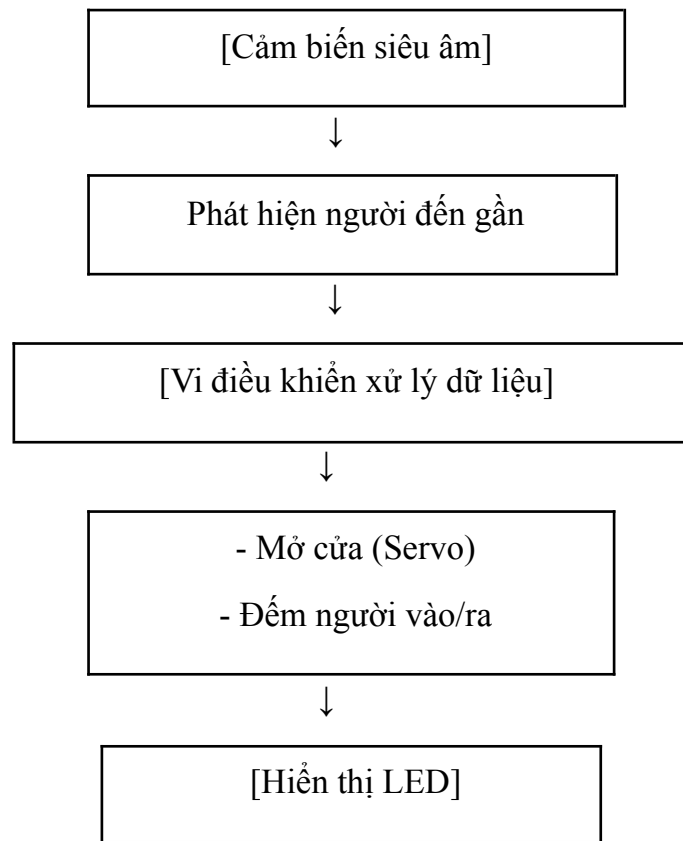 [Cảm biến siêu âm]
↓
Phát hiện người đến gần
↓
[Vi điều khiển xử lý dữ liệu]
↓
- Mở cửa (Servo)
- Đếm người vào/ra
↓
[Hiển thị LED]